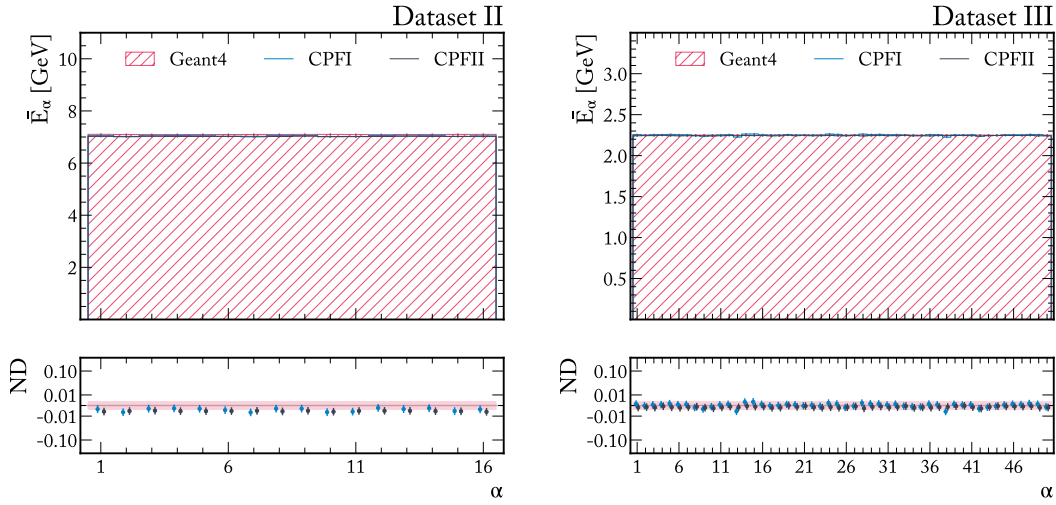 Dataset II
Ē_α [GeV]
Geant4 CPFI CPFII
10
8
6
4
2
ND
0.10
0.01
−0.01
−0.10
1 6 11 16
α
Dataset III
Ē_α [GeV]
Geant4 CPFI CPFII
3.0
2.5
2.0
1.5
1.0
0.5
ND
0.10
0.01
−0.01
−0.10
1 6 11 16 21 26 31 36 41 46
α